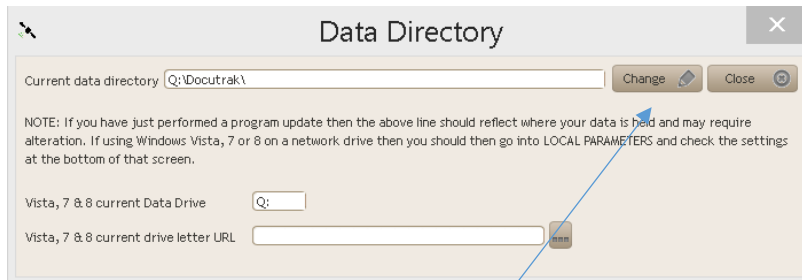 Data Directory
Current data directory Q:\Docutrak\ Change Close
NOTE: If you have just performed a program update then the above line should reflect where your data is held and may require
alteration. If using Windows Vista, 7 or 8 on a network drive then you should then go into LOCAL PARAMETERS and check the settings
at the bottom of that screen.
Vista, 7 & 8 current Data Drive Q:
Vista, 7 & 8 current drive letter URL